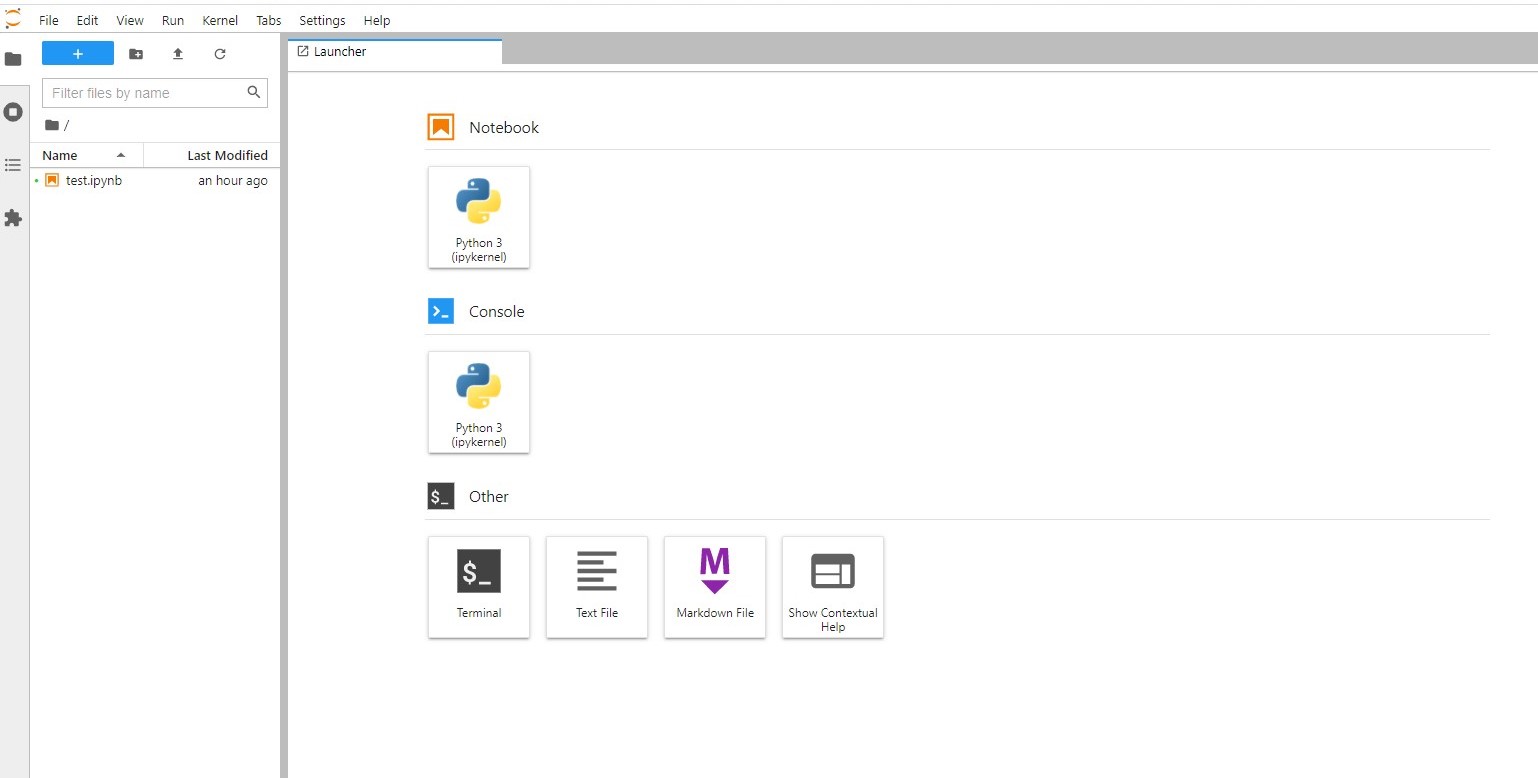 File Edit View Run Kernel Tabs Settings Help
+
Launcher
Filter files by name
/
Name Last Modified
test.ipynb an hour ago
Notebook
Python 3
(ipykernel)
Console
Python 3
(ipykernel)
$_ Other
$_
Terminal
Text File
M
Markdown File
Show Contextual
Help